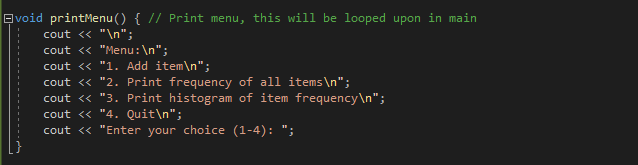 void printMenu() { // Print menu, this will be looped upon in main
    cout << "\n";
    cout << "Menu:\n";
    cout << "1. Add item\n";
    cout << "2. Print frequency of all items\n";
    cout << "3. Print histogram of item frequency\n";
    cout << "4. Quit\n";
    cout << "Enter your choice (1-4): ";
}